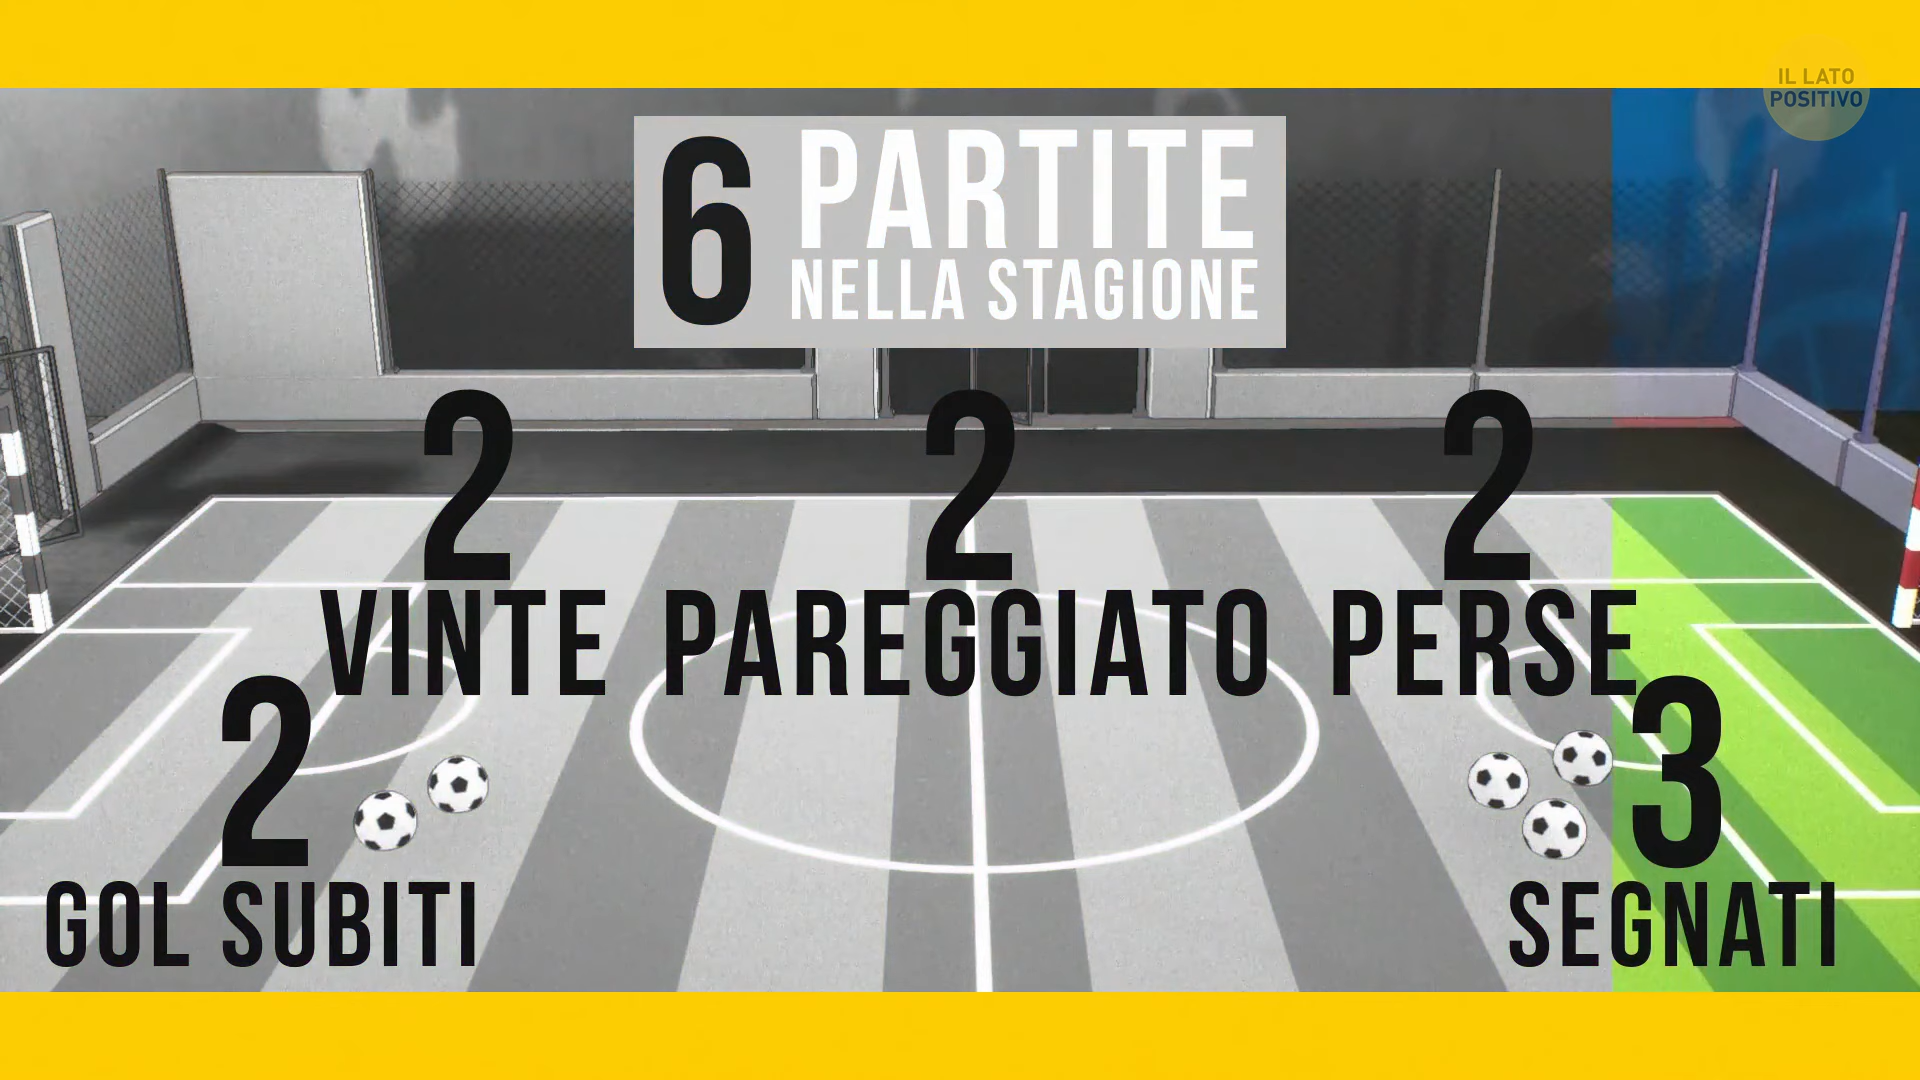 IL LATO
POSITIVO
6 PARTITE
NELLA STAGIONE
2 2 2
VINTE PAREGGIATO PERSE
2 3
GOL SUBITI SEGNATI